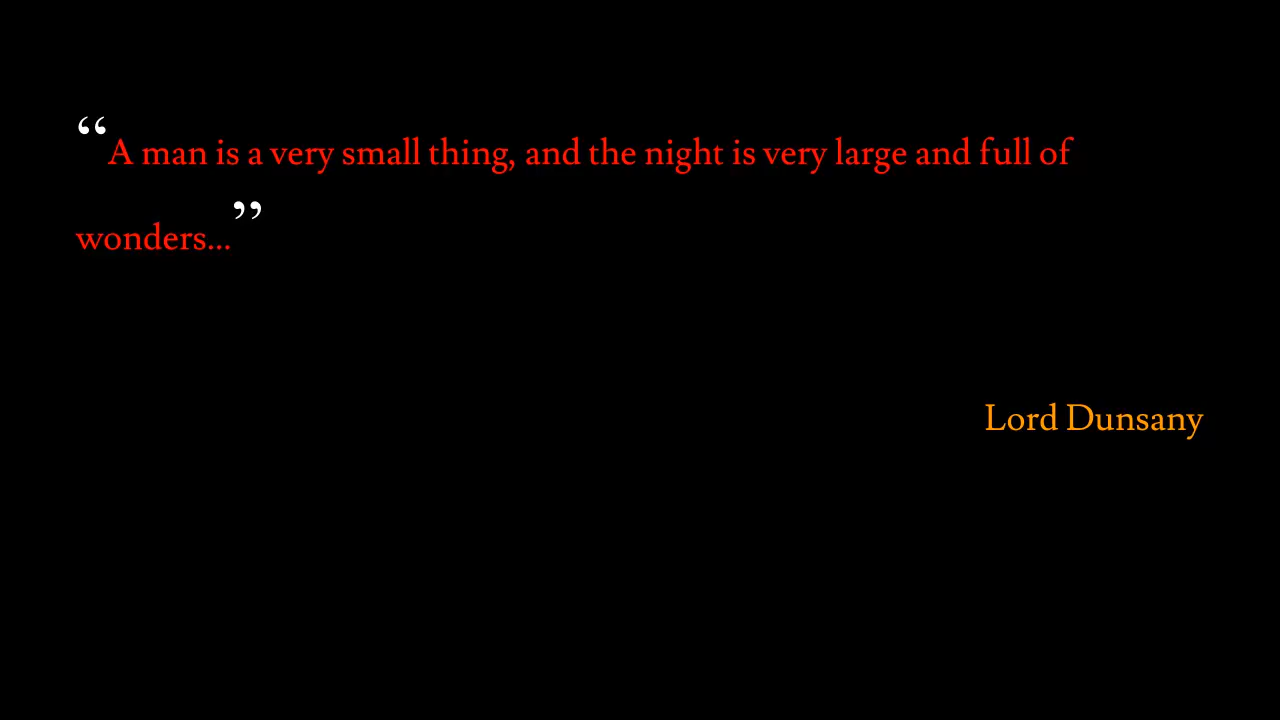 “A man is a very small thing, and the night is very large and full of
wonders...”
Lord Dunsany